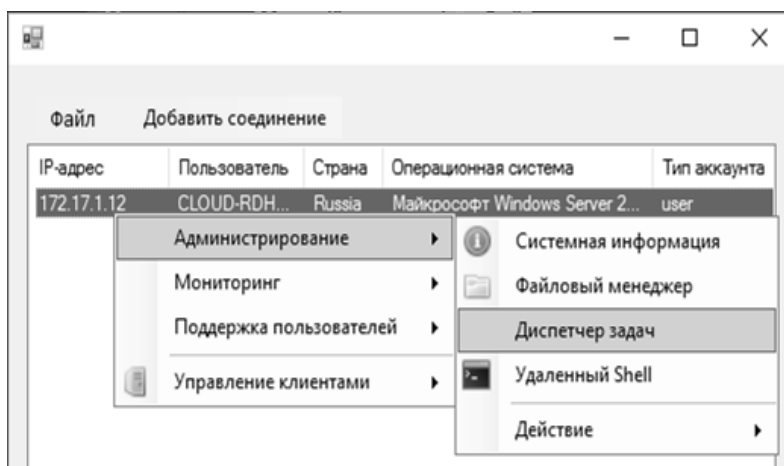 Файл Добавить соединение
IP-адрес Пользователь Страна Операционная система Тип аккаунта
172.17.1.12 CLOUD-RDH... Russia Майкрософт Windows Server 2... user
Администрирование
Мониторинг
Поддержка пользователей
Управление клиентами
Системная информация
Файловый менеджер
Диспетчер задач
Удаленный Shell
Действие